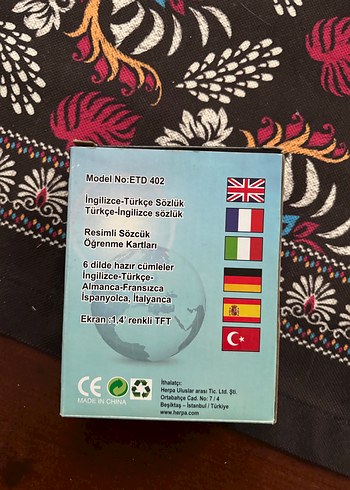 Model No:ETD 402
İngilizce-Türkçe Sözlük
Türkçe-İngilizce sözlük
Resimli Sözcük
Öğrenme Kartları
6 dilde hazır cümleler
İngilizce-Türkçe-
Almanca-Fransızca
İspanyolca, İtalyanca
Ekran :1,4' renkli TFT
CE
MADE IN CHINA
İthalatçı:
Herpa Uluslar arası Tic. Ltd. Şti.
Ortabahçe Cad. No: 7 / 4
Beşiktaş – İstanbul / Türkiye
www.herpa.com